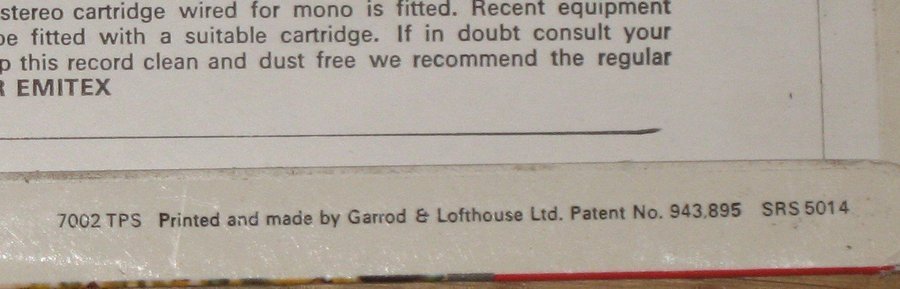 stereo cartridge wired for mono is fitted. Recent equipment
be fitted with a suitable cartridge. If in doubt consult your
p this record clean and dust free we recommend the regular
R EMITEX
7002 TPS Printed and made by Garrod & Lofthouse Ltd. Patent No. 943,895 SRS 5014